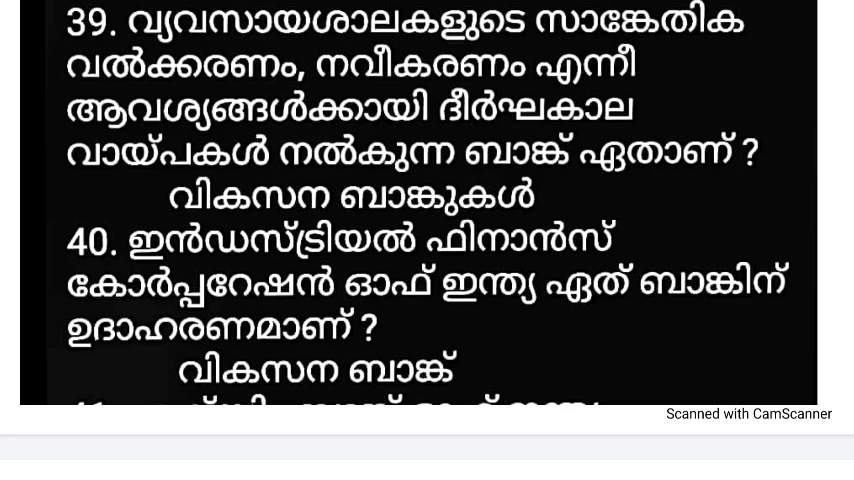 39. വ്യവസായശാലകളുടെ സാങ്കേതിക
വൽക്കരണം, നവീകരണം എന്നീ
ആവശ്യങ്ങൾക്കായി ദീർഘകാല
വായ്പകൾ നൽകുന്ന ബാങ്ക് ഏതാണ് ?
വികസന ബാങ്കുകൾ
40. ഇൻഡസ്ട്രിയൽ ഫിനാൻസ്
കോർപ്പറേഷൻ ഓഫ് ഇന്ത്യ ഏത് ബാങ്കിന്
ഉദാഹരണമാണ് ?
വികസന ബാങ്ക്
Scanned with CamScanner